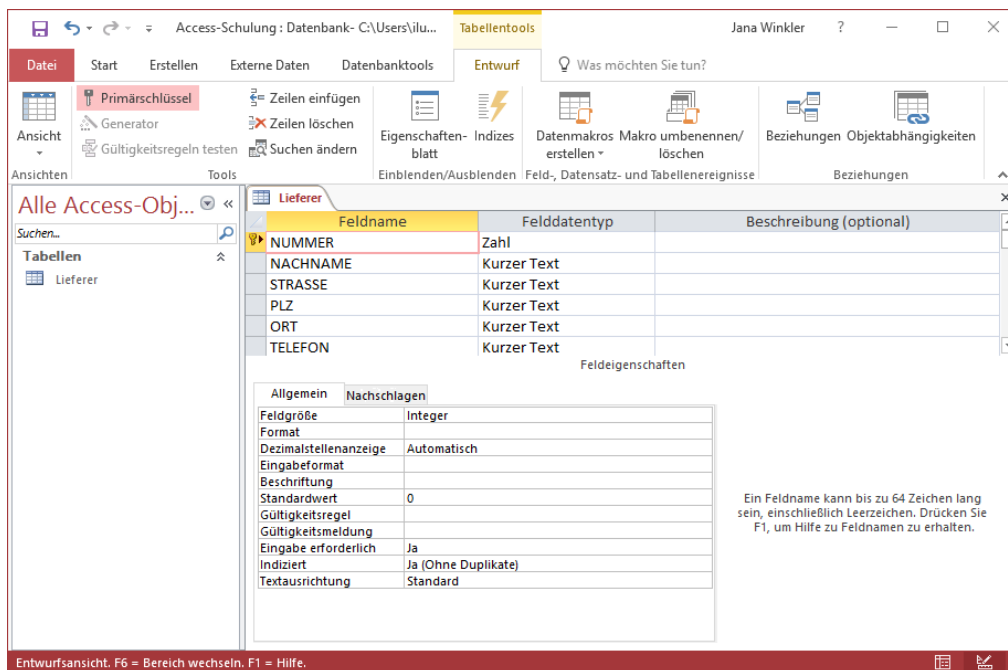 Access-Schulung : Datenbank- C:\Users\ilu... Tabellentools Jana Winkler ?
Datei Start Erstellen Externe Daten Datenbanktools Entwurf Was möchten Sie tun?
Ansicht
Primärschlüssel
Generator
Gültigkeitsregeln testen
Zeilen einfügen
Zeilen löschen
Suchen ändern
Eigenschaften-
blatt
Indizes
Datenmakros
erstellen
Makro umbenennen/
löschen
Beziehungen
Objektabhängigkeiten
Ansichten Tools Einblenden/Ausblenden Feld-, Datensatz- und Tabellenereignisse Beziehungen
Alle Access-Obj... «
Suchen...
Tabellen
Lieferer
Lieferer
Feldname Felddatentyp Beschreibung (optional)
NUMMER Zahl
NACHNAME Kurzer Text
STRASSE Kurzer Text
PLZ Kurzer Text
ORT Kurzer Text
TELEFON Kurzer Text
Feldeigenschaften
Allgemein Nachschlagen
Feldgröße Integer
Format
Dezimalstellenanzeige Automatisch
Eingabeformat
Beschriftung
Standardwert 0
Gültigkeitsregel
Gültigkeitsmeldung
Eingabe erforderlich Ja
Indiziert Ja (Ohne Duplikate)
Textausrichtung Standard
Ein Feldname kann bis zu 64 Zeichen lang
sein, einschließlich Leerzeichen. Drücken Sie
F1, um Hilfe zu Feldnamen zu erhalten.
Entwurfsansicht. F6 = Bereich wechseln. F1 = Hilfe.